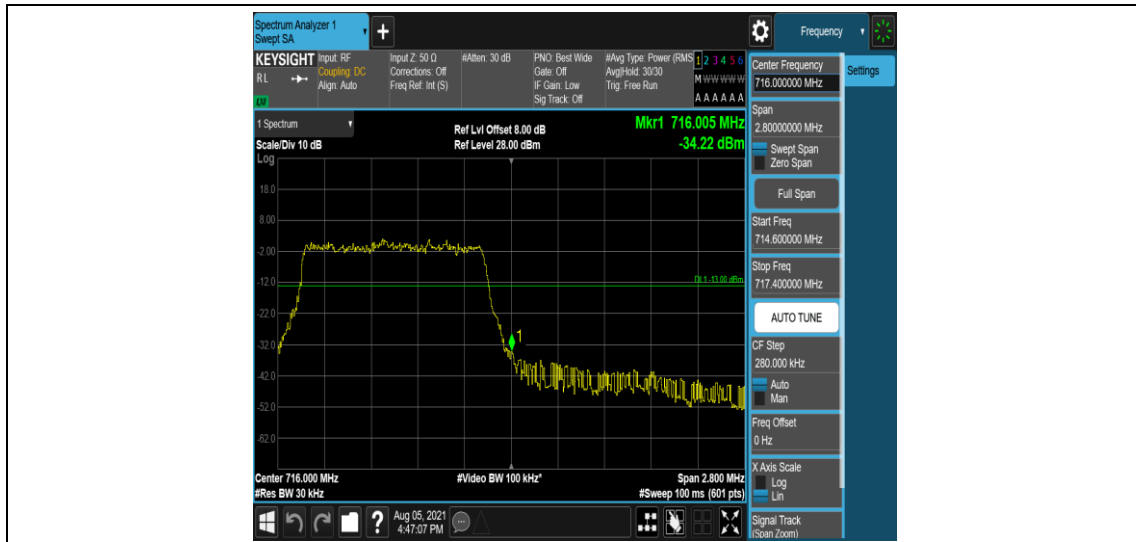 Spectrum Analyzer 1
Swept SA
+
Frequency
KEYSIGHT
RL
LXI
Input: RF
Coupling: DC
Align: Auto
Input Z: 50 Ω
Corrections: Off
Freq Ref: Int (S)
#Atten: 30 dB
PNO: Best Wide
Gate: Off
IF Gain: Low
Sig Track: Off
#Avg Type: Power (RMS
Avg|Hold: 30/30
Trig: Free Run
1 2 3 4 5 6
M W W W W W
A A A A A A
1 Spectrum
Scale/Div 10 dB
Ref Lvl Offset 8.00 dB
Ref Level 28.00 dBm
Mkr1 716.005 MHz
-34.22 dBm
Log
18.0
8.00
-2.00
-12.0
-22.0
-32.0
-42.0
-52.0
-62.0
DL1 -13.00 dBm
1
Center 716.000 MHz
#Video BW 100 kHz*
Span 2.800 MHz
#Res BW 30 kHz
#Sweep 100 ms (601 pts)
Center Frequency
716.000000 MHz
Settings
Span
2.80000000 MHz
Swept Span
Zero Span
Full Span
Start Freq
714.600000 MHz
Stop Freq
717.400000 MHz
AUTO TUNE
CF Step
280.000 kHz
Auto
Man
Freq Offset
0 Hz
X Axis Scale
Log
Lin
Signal Track
(Span Zoom)
?
Aug 05, 2021
4:47:07 PM